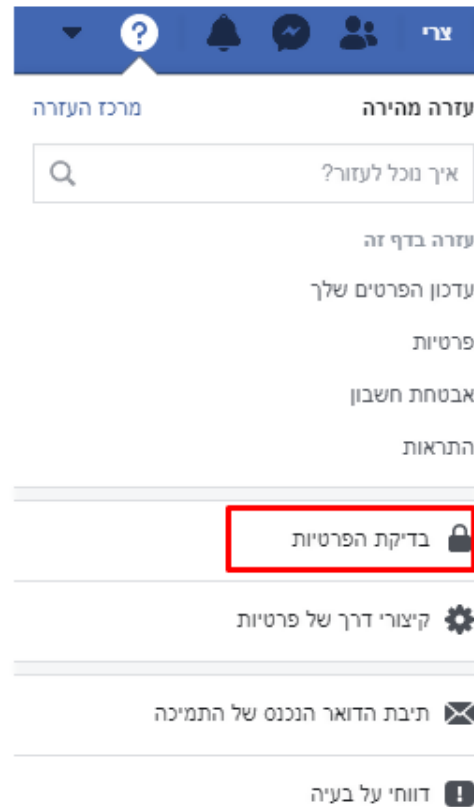 צרי
עזרה מהירה מרכז העזרה
איך נוכל לעזור?
עזרה בדף זה
עדכון הפרטים שלך
פרטיות
אבטחת חשבון
התראות
בדיקת הפרטיות
קיצורי דרך של פרטיות
תיבת הדואר הנכנס של התמיכה
דווחי על בעיה